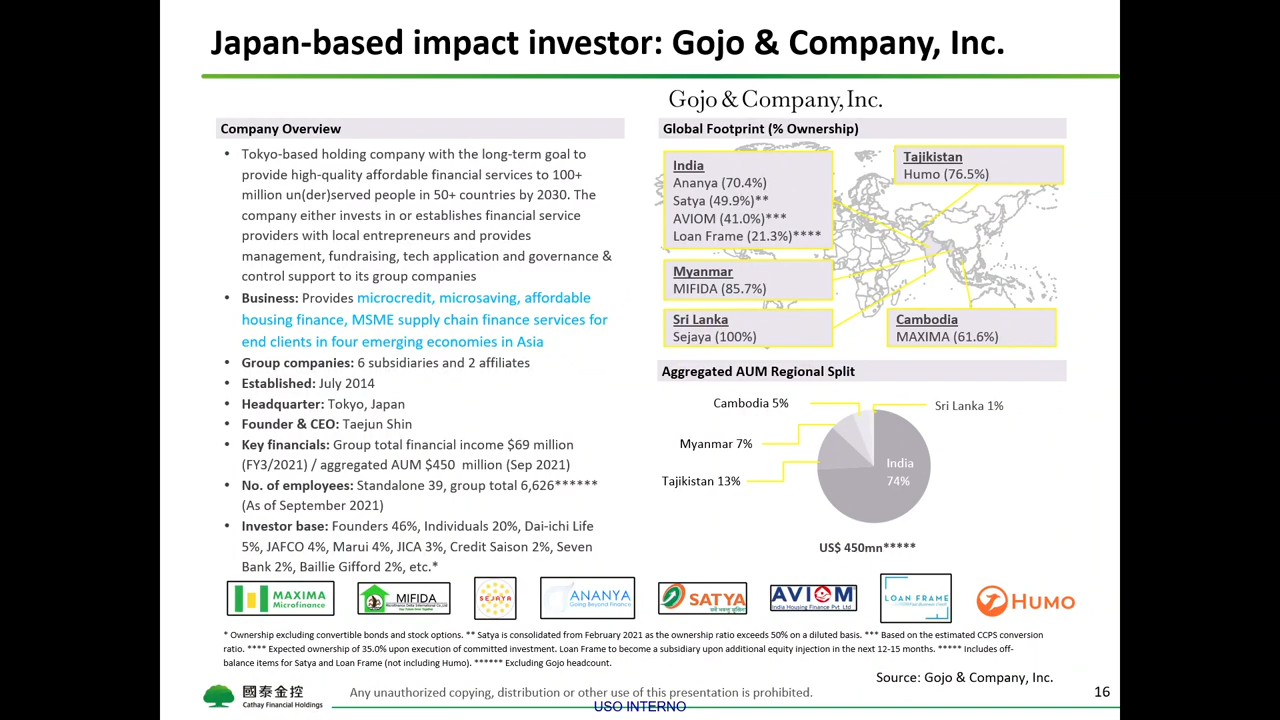 Japan-based impact investor: Gojo & Company, Inc.
Gojo & Company, Inc.
Company Overview
• Tokyo-based holding company with the long-term goal to
provide high-quality affordable financial services to 100+
million un(der)served people in 50+ countries by 2030. The
company either invests in or establishes financial service
providers with local entrepreneurs and provides
management, fundraising, tech application and governance &
control support to its group companies
• Business: Provides microcredit, microsaving, affordable
housing finance, MSME supply chain finance services for
end clients in four emerging economies in Asia
• Group companies: 6 subsidiaries and 2 affiliates
• Established: July 2014
• Headquarter: Tokyo, Japan
• Founder & CEO: Taejun Shin
• Key financials: Group total financial income $69 million
(FY3/2021) / aggregated AUM $450 million (Sep 2021)
• No. of employees: Standalone 39, group total 6,626******
(As of September 2021)
• Investor base: Founders 46%, Individuals 20%, Dai-ichi Life
5%, JAFCO 4%, Marui 4%, JICA 3%, Credit Saison 2%, Seven
Bank 2%, Baillie Gifford 2%, etc.*
Global Footprint (% Ownership)
India
Ananya (70.4%)
Satya (49.9%)**
AVIOM (41.0%)***
Loan Frame (21.3%)****
Tajikistan
Humo (76.5%)
Myanmar
MIFIDA (85.7%)
Sri Lanka
Sejaya (100%)
Cambodia
MAXIMA (61.6%)
Aggregated AUM Regional Split
Cambodia 5%
Sri Lanka 1%
Myanmar 7%
Tajikistan 13%
India
74%
US$ 450mn*****
MAXIMA
Microfinance
MIFIDA
SEJAYA
ANANYA
Going Beyond Finance
SATYA
AVIOM
India Housing Finance Pvt Ltd
LOAN FRAME
HUMO
* Ownership excluding convertible bonds and stock options. ** Satya is consolidated from February 2021 as the ownership ratio exceeds 50% on a diluted basis. *** Based on the estimated CCPS conversion
ratio. **** Expected ownership of 35.0% upon execution of committed investment. Loan Frame to become a subsidiary upon additional equity injection in the next 12-15 months. ***** Includes off-
balance items for Satya and Loan Frame (not including Humo). ****** Excluding Gojo headcount.
Source: Gojo & Company, Inc.
國泰金控
Cathay Financial Holdings
Any unauthorized copying, distribution or other use of this presentation is prohibited.
16
USO INTERNO